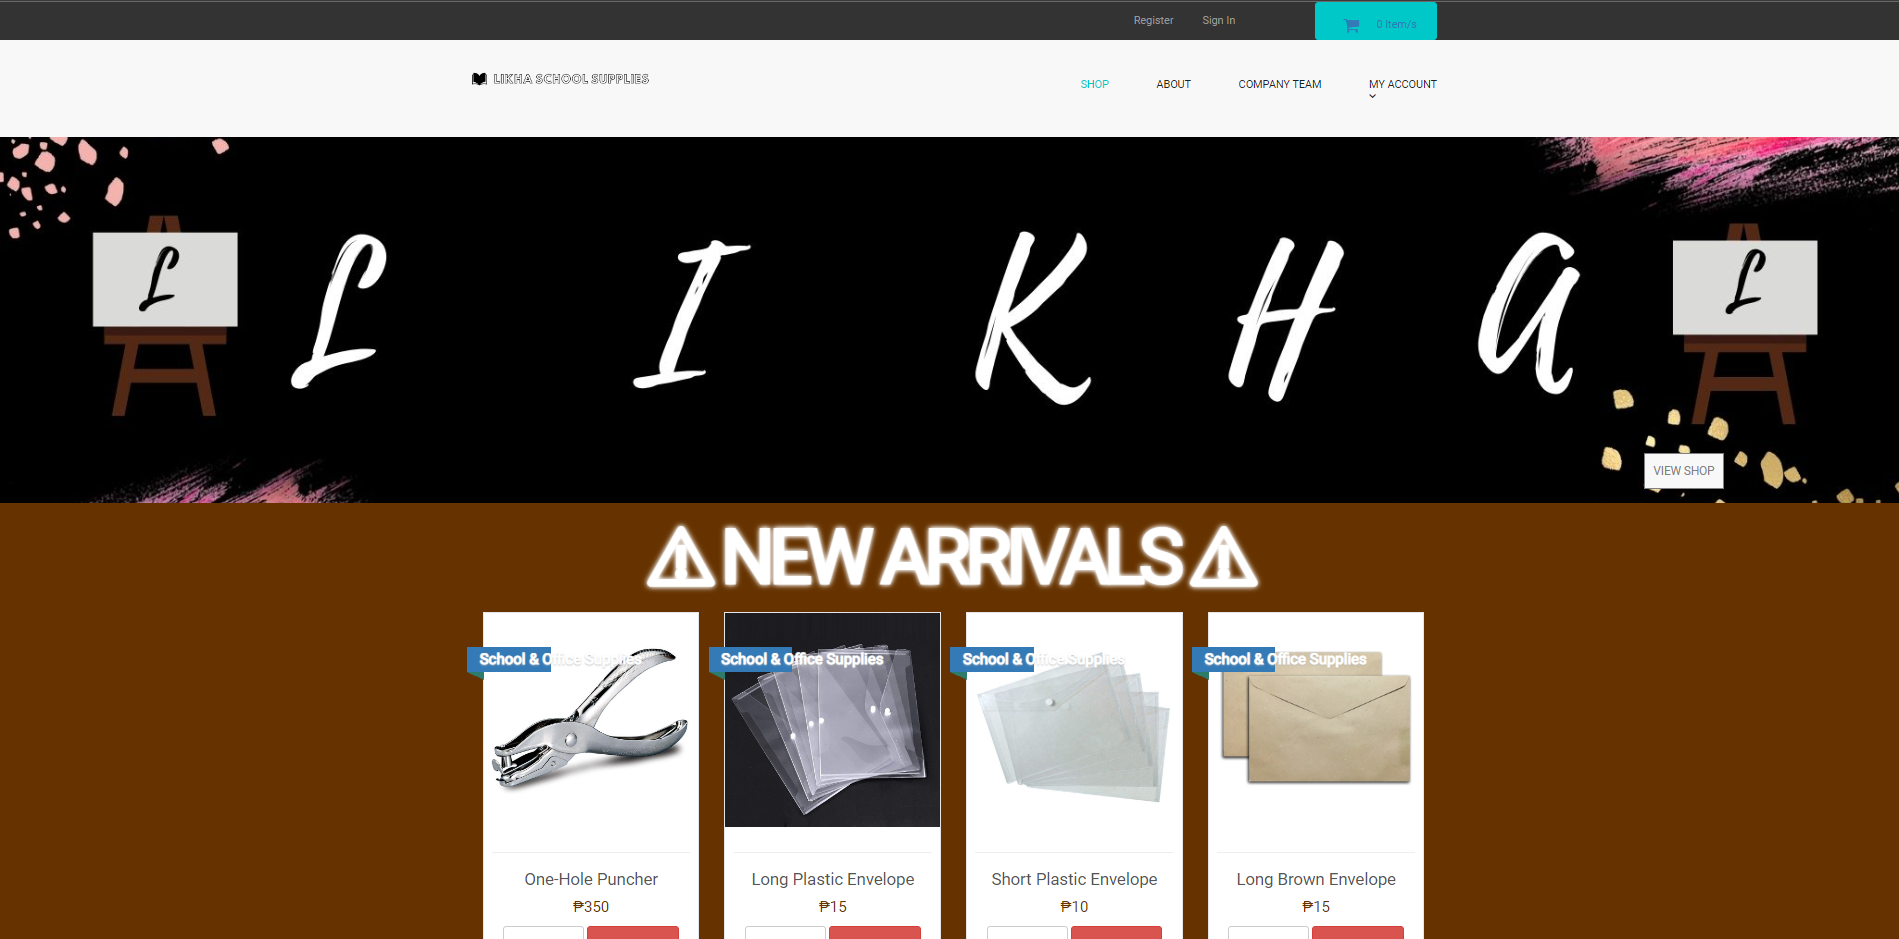 Register Sign In 0 Item/s
LIKHA SCHOOL SUPPLIES
SHOP ABOUT COMPANY TEAM MY ACCOUNT
L L I K H A L
VIEW SHOP
⚠NEW ARRIVALS⚠
School & Office Supplies School & Office Supplies School & Office Supplies School & Office Supplies
One-Hole Puncher Long Plastic Envelope Short Plastic Envelope Long Brown Envelope
₱350 ₱15 ₱10 ₱15